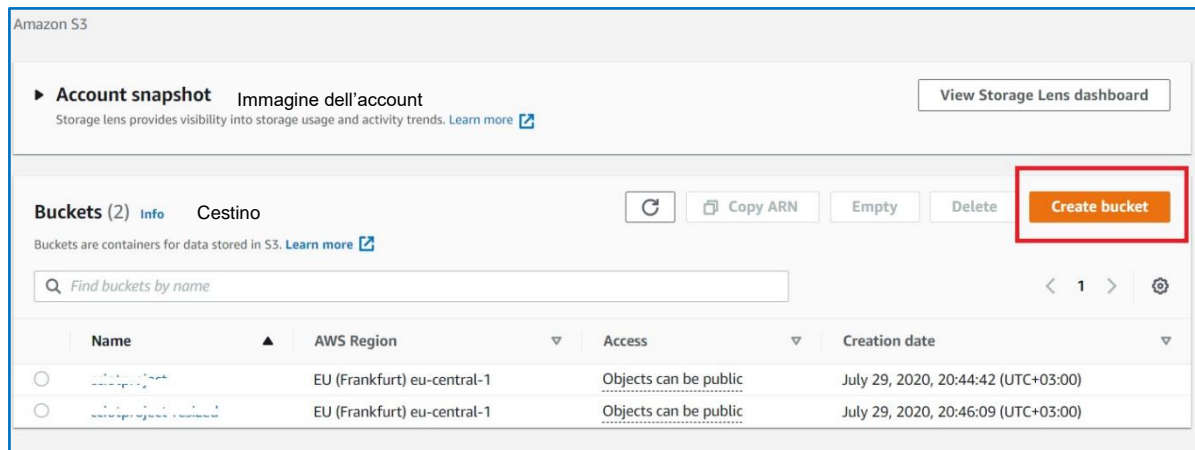 Amazon S3
Account snapshot Immagine dell'account
View Storage Lens dashboard
Storage lens provides visibility into storage usage and activity trends. Learn more
Buckets (2) Info Cestino
Copy ARN Empty Delete Create bucket
Buckets are containers for data stored in S3. Learn more
Find buckets by name
1
Name AWS Region Access Creation date
EU (Frankfurt) eu-central-1 Objects can be public July 29, 2020, 20:44:42 (UTC+03:00)
EU (Frankfurt) eu-central-1 Objects can be public July 29, 2020, 20:46:09 (UTC+03:00)